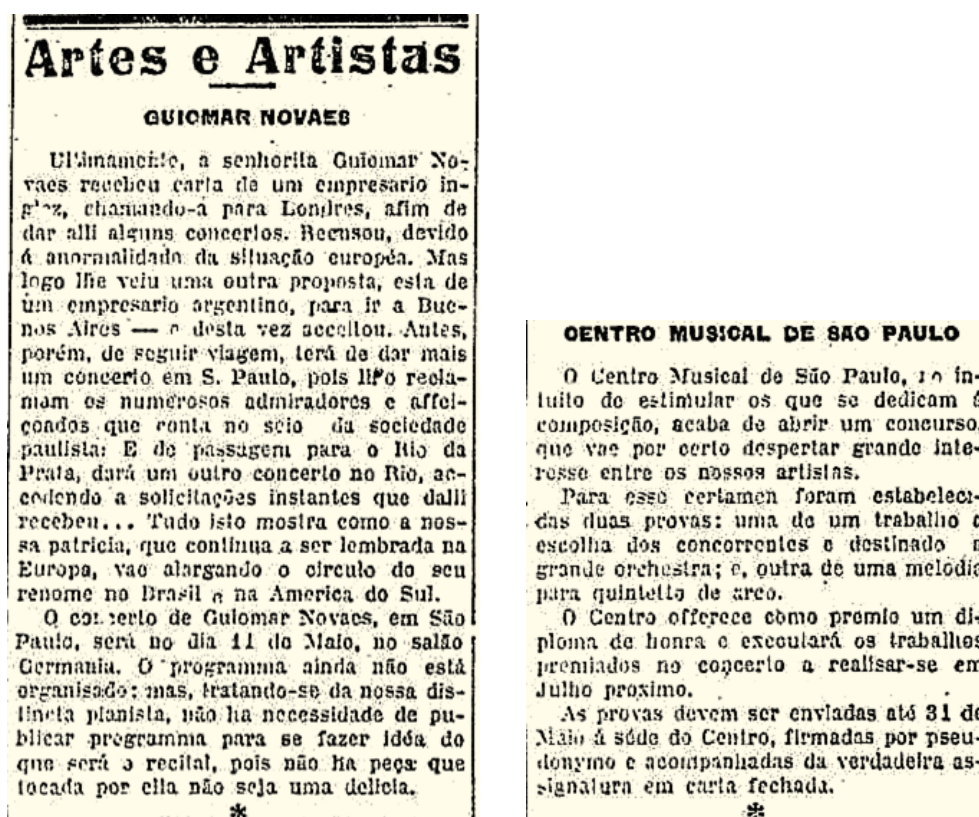 Artes e Artistas
GUIOMAR NOVAES
Ultimamente, a senhorita Guiomar No-
vaes recebeu carta de um empresario in-
glez, chamando-a para Londres, afim de
dar alli alguns concertos. Recusou, devido
á anormalidade da situação européa. Mas
logo lhe veiu uma outra proposta, esta de
um empresario argentino, para ir a Bue-
nos Aires — e desta vez acceitou. Antes,
porém, de seguir viagem, terá de dar mais
um concerto em S. Paulo, pois lh'o recla-
mam os numerosos admiradores e affei-
çoados que conta no seio da sociedade
paulista. E de passagem para o Rio da
Prata, dará um outro concerto no Rio, ac-
cedendo a solicitações instantes que dalli
recebeu... Tudo isto mostra como a nos-
sa patricia, que continua a ser lembrada na
Europa, vae alargando o circulo do seu
renome no Brasil e na America do Sul.
O concerto de Guiomar Novaes, em São
Paulo, será no dia 11 de Maio, no salão
Germania. O programma ainda não está
organisado; mas, tratando-se da nossa dis-
tincta pianista, não ha necessidade de pu-
blicar programma para se fazer idéa do
que será o recital, pois não ha peça que
tocada por ella não seja uma delicia.
*
CENTRO MUSICAL DE SÃO PAULO
O Centro Musical de São Paulo, no in-
tuito de estimular os que se dedicam á
composição, acaba de abrir um concurso,
que vae por certo despertar grande inte-
resse entre os nossos artistas.
Para esse certamen foram estabeleci-
das duas provas: uma de um trabalho á
escolha dos concorrentes e destinado a
grande orchestra; e, outra de uma melodia
para quintetto de arco.
O Centro offerece como premio um di-
ploma de honra e executará os trabalhos
premiados no concerto a realisar-se em
Julho proximo.
As provas devem ser enviadas até 31 de
Maio á séde do Centro, firmadas por pseu-
donymo e acompanhadas da verdadeira as-
signatura em carta fechada.
*